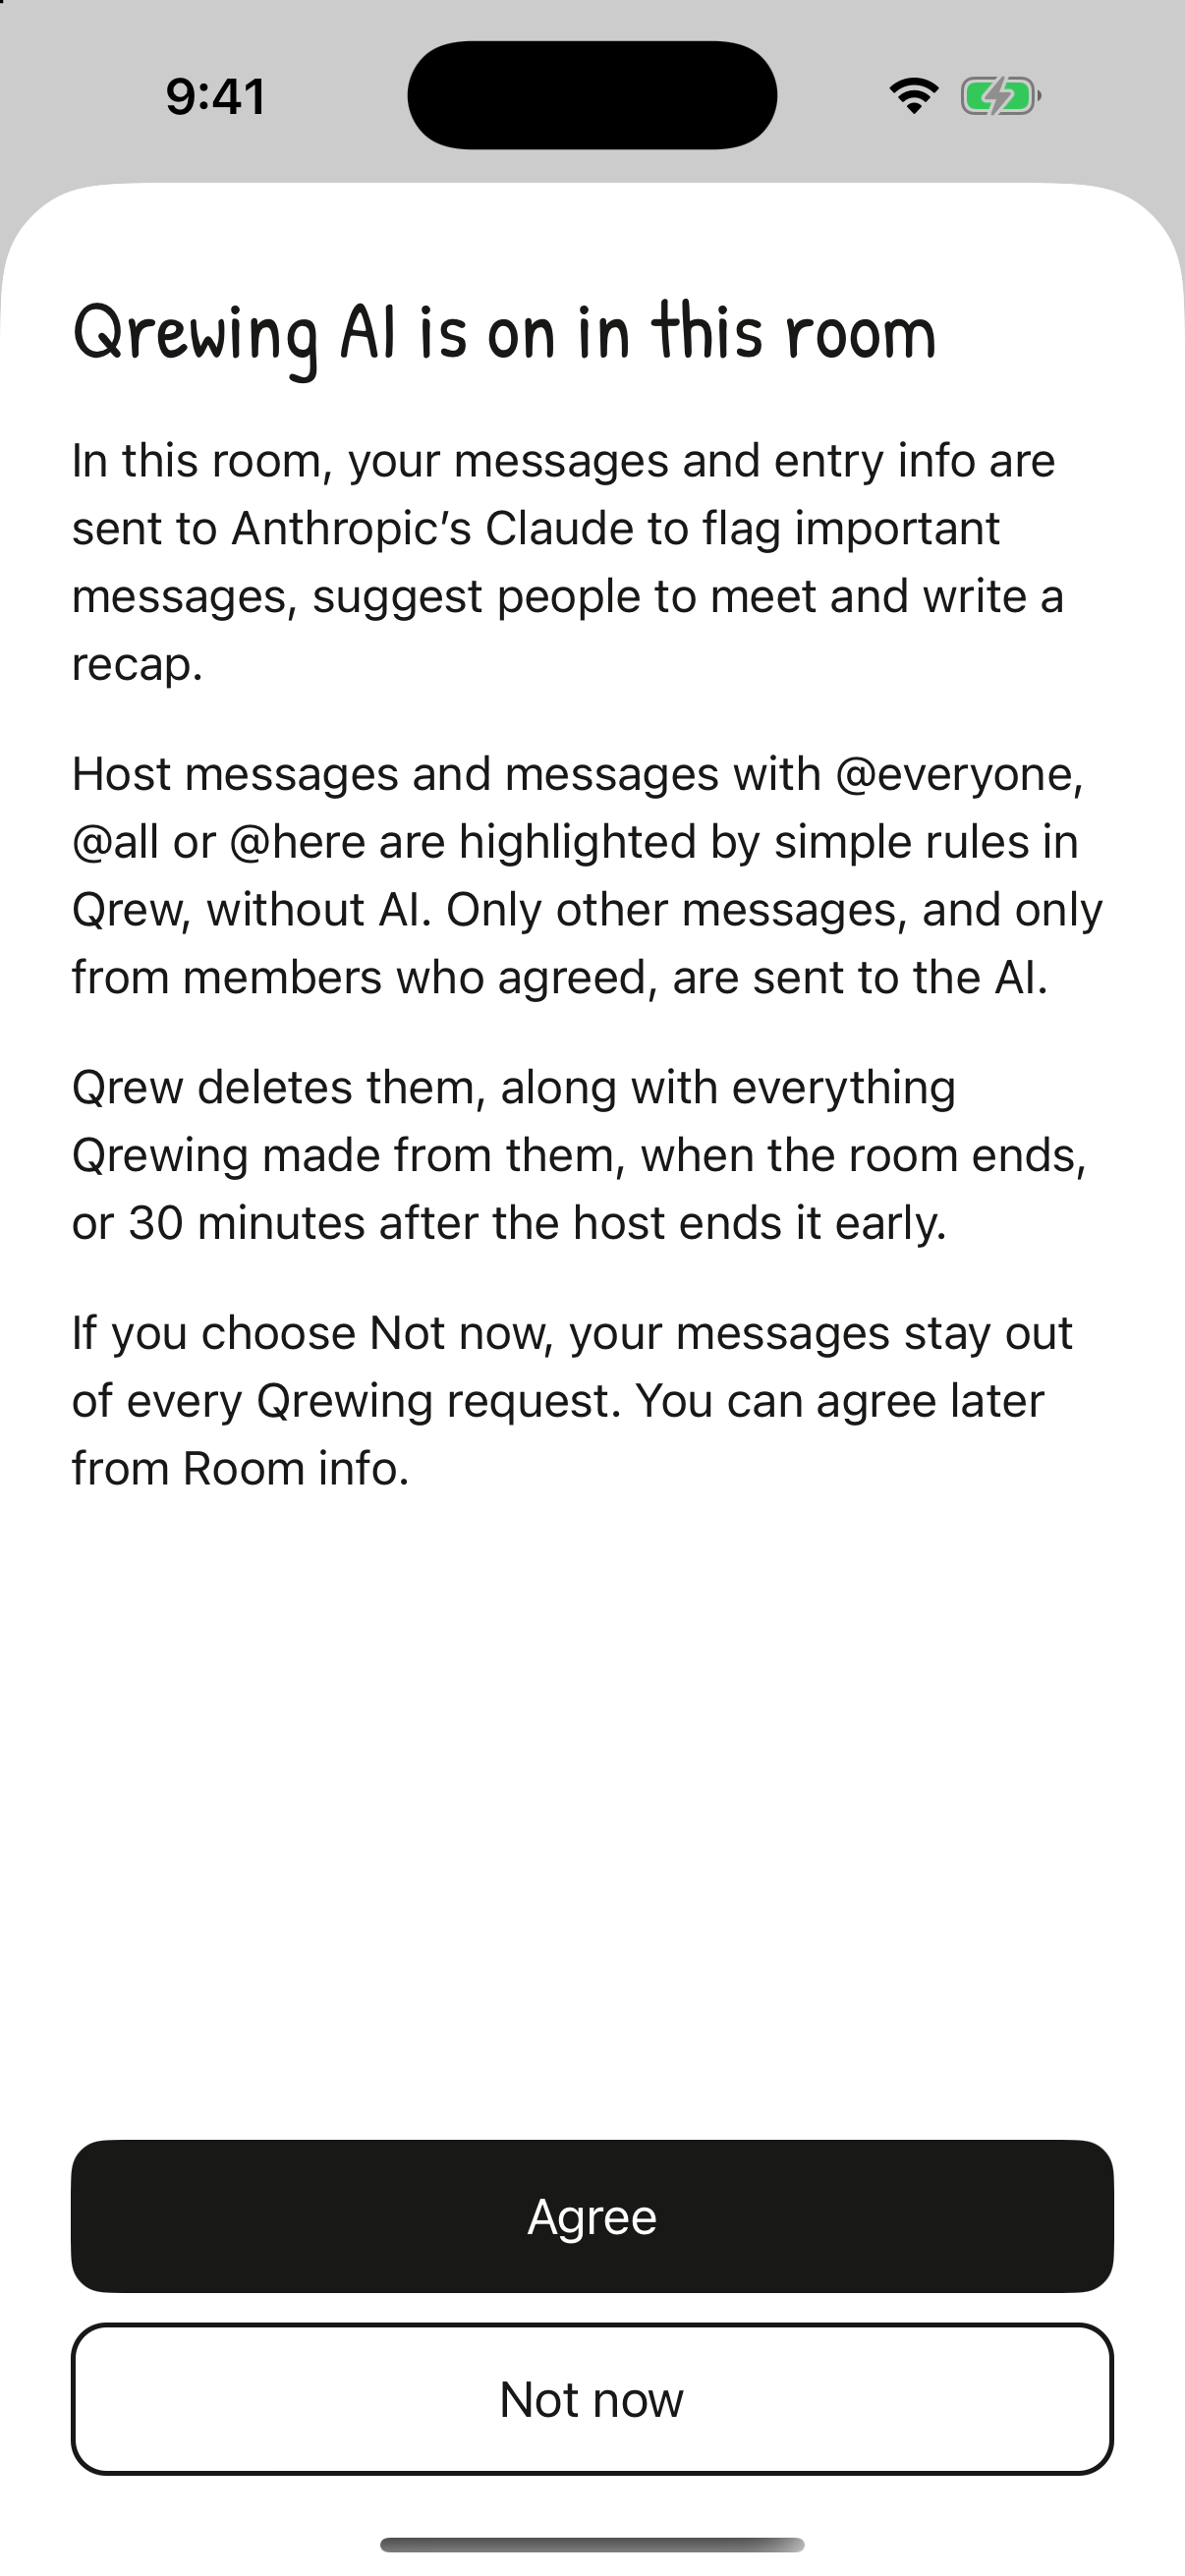 9:41
Qrewing AI is on in this room
In this room, your messages and entry info are
sent to Anthropic’s Claude to flag important
messages, suggest people to meet and write a
recap.
Host messages and messages with @everyone,
@all or @here are highlighted by simple rules in
Qrew, without AI. Only other messages, and only
from members who agreed, are sent to the AI.
Qrew deletes them, along with everything
Qrewing made from them, when the room ends,
or 30 minutes after the host ends it early.
If you choose Not now, your messages stay out
of every Qrewing request. You can agree later
from Room info.
Agree
Not now